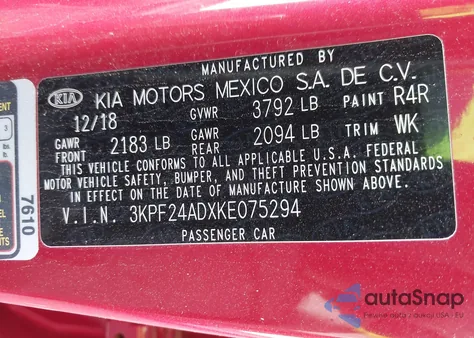 MANUFACTURED BY
KIA KIA MOTORS MEXICO S.A. DE C.V.
12/18 GVWR 3792 LB PAINT R4R
GAWR FRONT 2183 LB GAWR REAR 2094 LB TRIM WK
THIS VEHICLE CONFORMS TO ALL APPLICABLE U.S.A. FEDERAL
MOTOR VEHICLE SAFETY, BUMPER, AND THEFT PREVENTION STANDARDS
IN EFFECT ON THE DATE OF MANUFACTURE SHOWN ABOVE.
V.I.N. 3KPF24ADXKE075294
PASSENGER CAR
7610
autaSnap